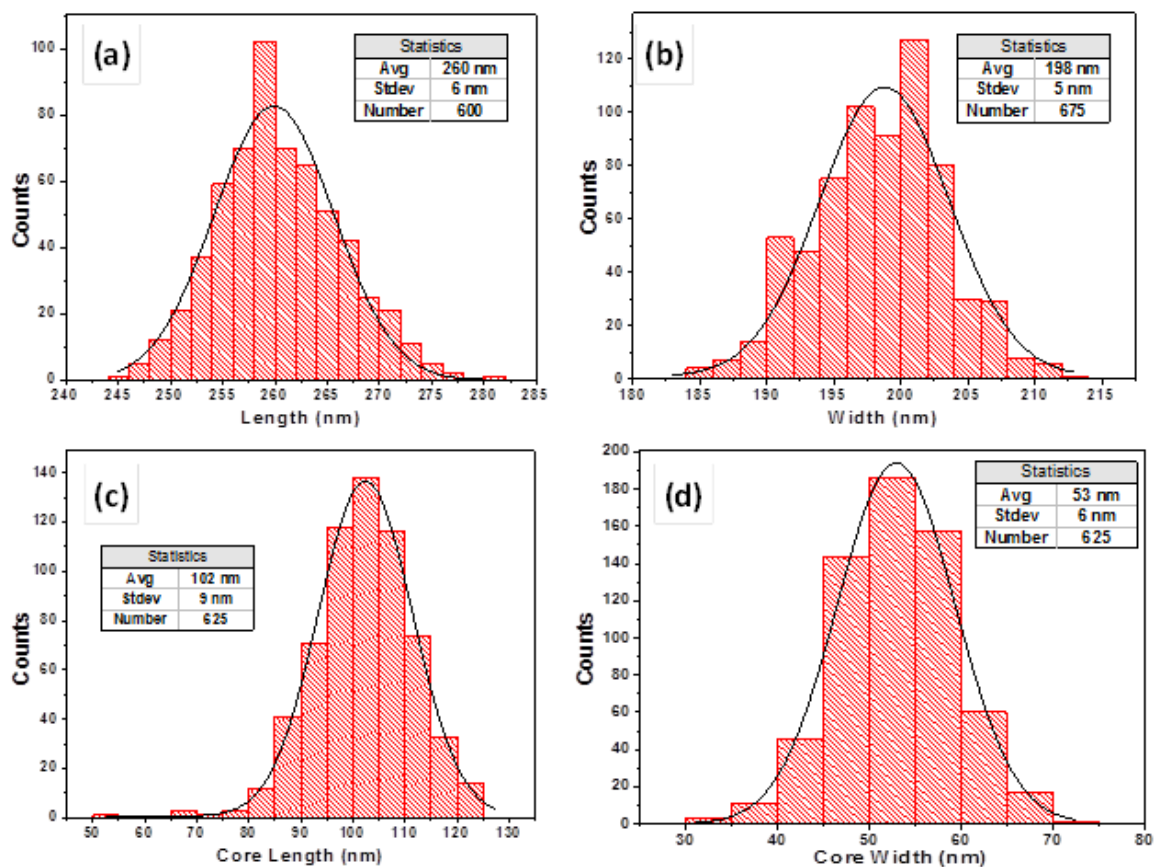 (a)
Statistics
Avg 260 nm
Stdev 6 nm
Number 600
100
80
60
40
20
0
Counts
240 245 250 255 260 265 270 275 280 285
Length (nm)
(b)
Statistics
Avg 198 nm
Stdev 5 nm
Number 675
120
100
80
60
40
20
0
Counts
180 185 190 195 200 205 210 215
Width (nm)
(c)
Statistics
Avg 102 nm
Stdev 9 nm
Number 625
140
120
100
80
60
40
20
0
Counts
50 60 70 80 90 100 110 120 130
Core Length (nm)
(d)
Statistics
Avg 53 nm
Stdev 6 nm
Number 625
200
180
160
140
120
100
80
60
40
20
0
Counts
30 40 50 60 70 80
Core Width (nm)